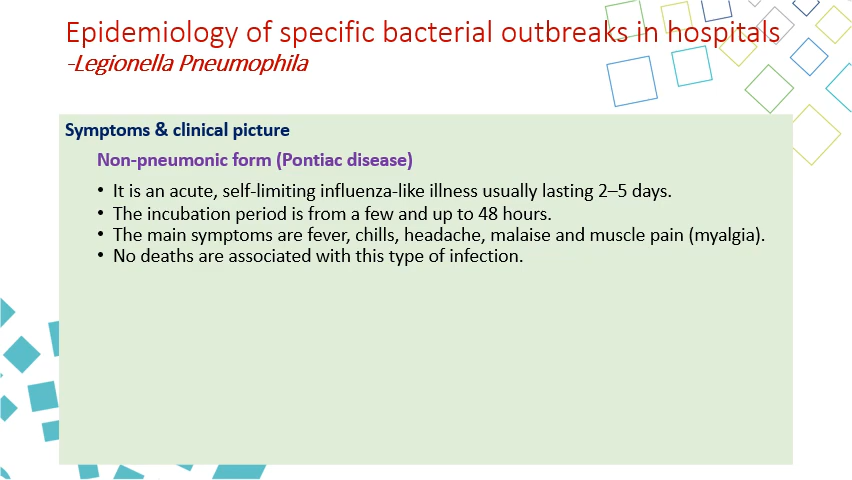 Epidemiology of specific bacterial outbreaks in hospitals
-Legionella Pneumophila
Symptoms & clinical picture
Non-pneumonic form (Pontiac disease)
• It is an acute, self-limiting influenza-like illness usually lasting 2–5 days.
• The incubation period is from a few and up to 48 hours.
• The main symptoms are fever, chills, headache, malaise and muscle pain (myalgia).
• No deaths are associated with this type of infection.